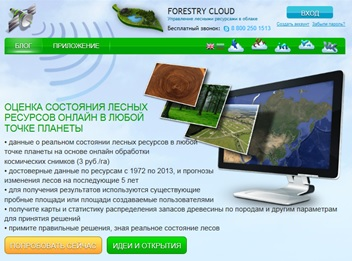 FORESTRY CLOUD
Управление лесными ресурсами в облаке
Бесплатный звонок: 8 800 250 1513
ВХОД
Создать аккаунт Забыли пароль?
БЛОГ ПРИЛОЖЕНИЕ
ОЦЕНКА СОСТОЯНИЯ ЛЕСНЫХ
РЕСУРСОВ ОНЛАЙН В ЛЮБОЙ
ТОЧКЕ ПЛАНЕТЫ
• данные о реальном состоянии лесных ресурсов в любой
точке планеты на основе онлайн обработки
космических снимков (3 руб./га)
• достоверные данные по ресурсам с 1972 по 2013, и прогнозы
изменения лесов на последующие 5 лет
• для получения результатов используются существующие
пробные площади или площади создаваемые пользователями
• получите карты и статистику распределения запаса древесины по породам и другим параметрам
для принятия решений
• примите правильные решения, зная реальное состояние лесов
ПОПРОБОВАТЬ СЕЙЧАС ИДЕИ И ОТКРЫТИЯ